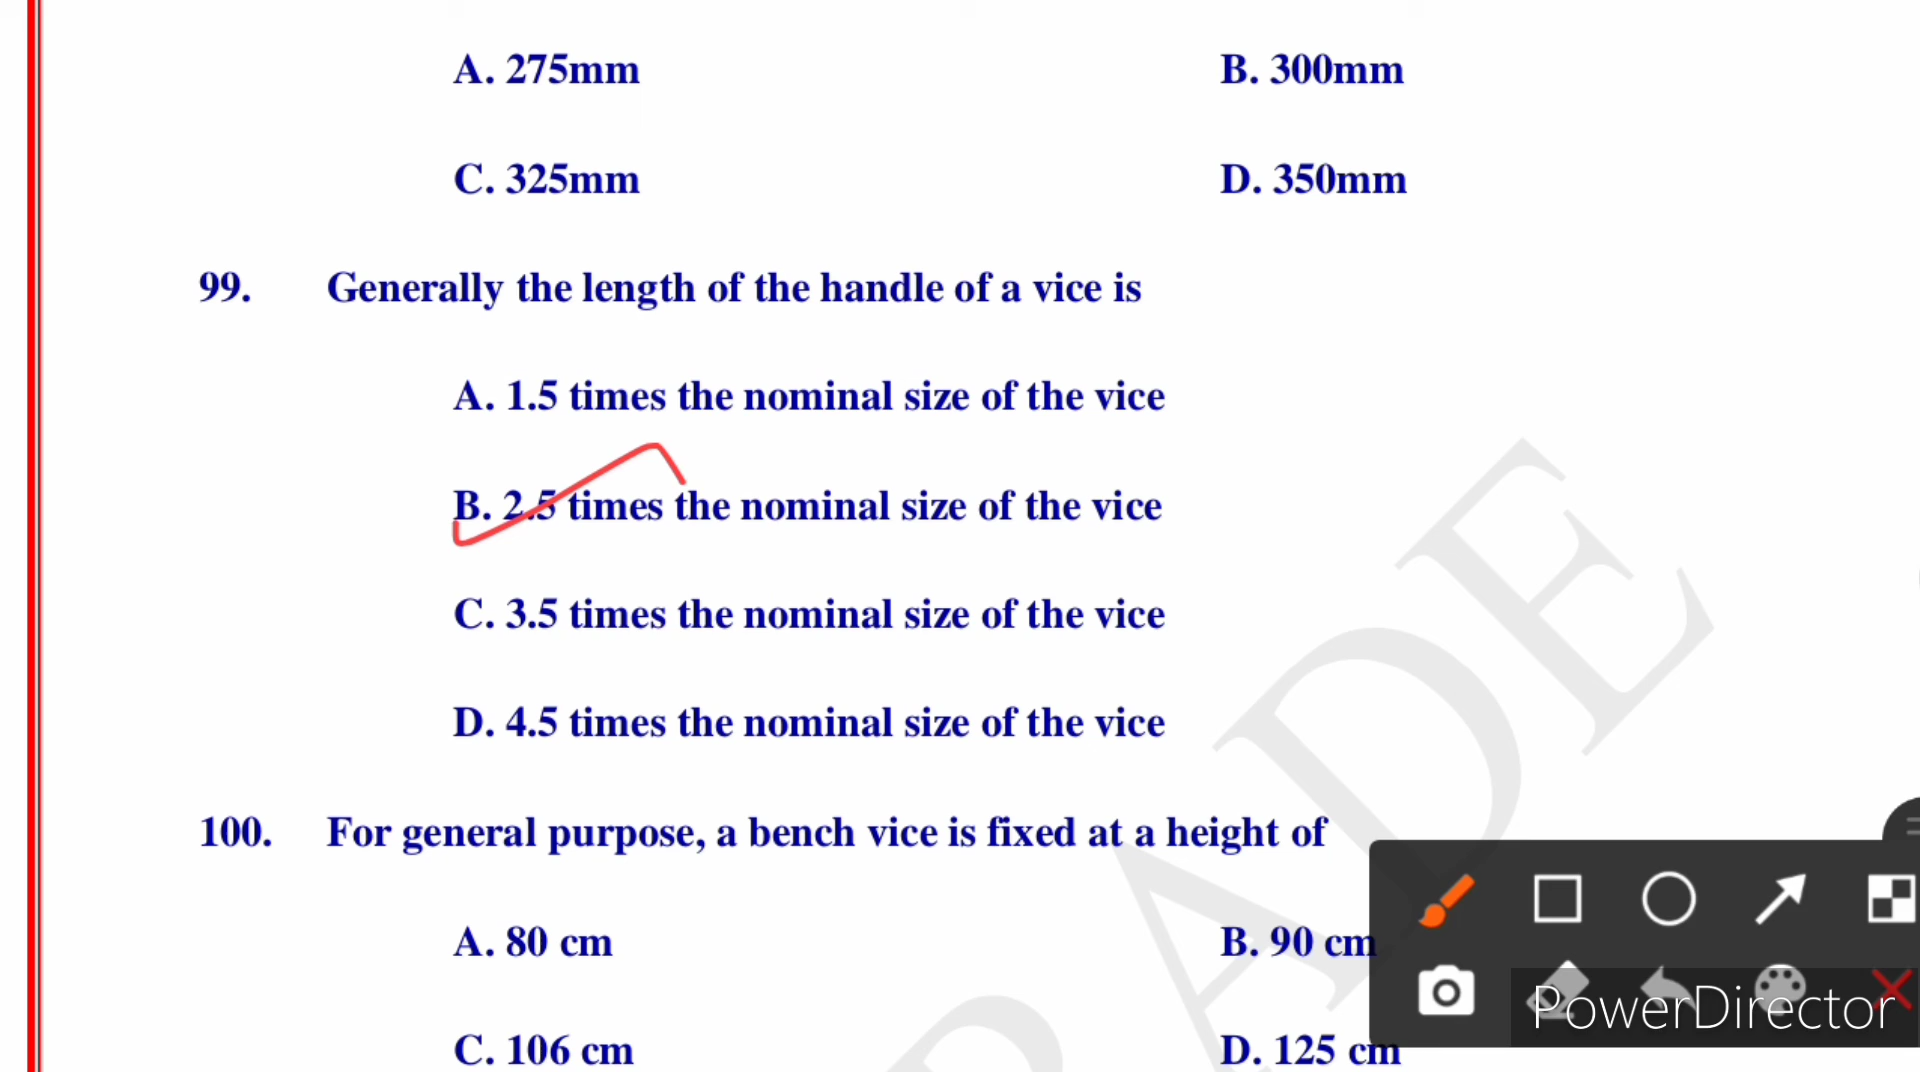 A. 275mm
B. 300mm
C. 325mm
D. 350mm
99. Generally the length of the handle of a vice is
A. 1.5 times the nominal size of the vice
B. 2.5 times the nominal size of the vice
C. 3.5 times the nominal size of the vice
D. 4.5 times the nominal size of the vice
100. For general purpose, a bench vice is fixed at a height of
A. 80 cm
B. 90 cm
C. 106 cm
D. 125 cm
PowerDirector
ADE